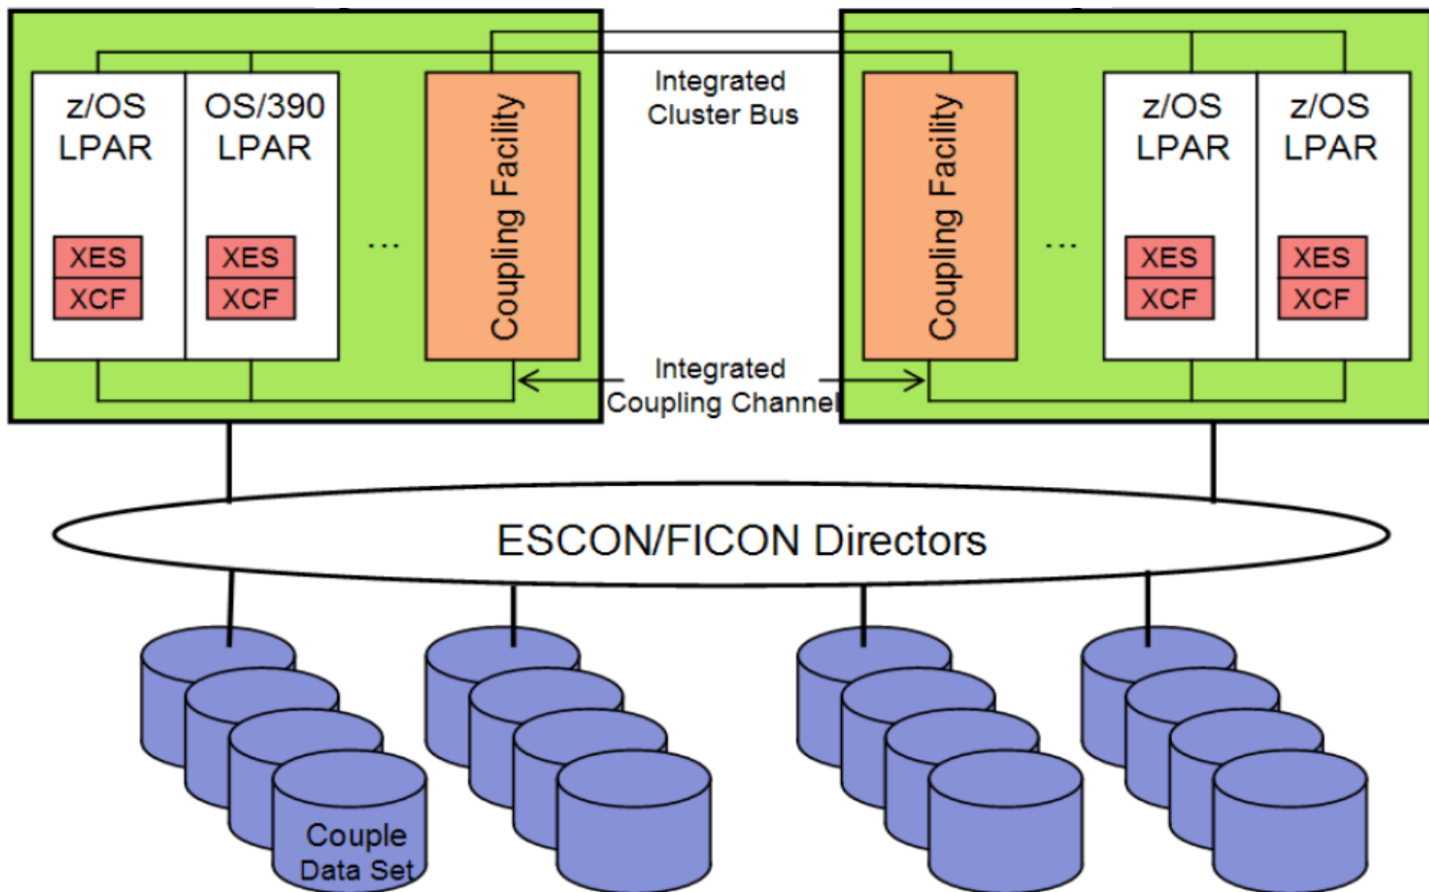 z/OS
LPAR
OS/390
LPAR
...
Coupling Facility
XES
XCF
XES
XCF
Integrated
Cluster Bus
Integrated
Coupling Channel
Coupling Facility
...
z/OS
LPAR
z/OS
LPAR
XES
XCF
XES
XCF
ESCON/FICON Directors
Couple
Data Set